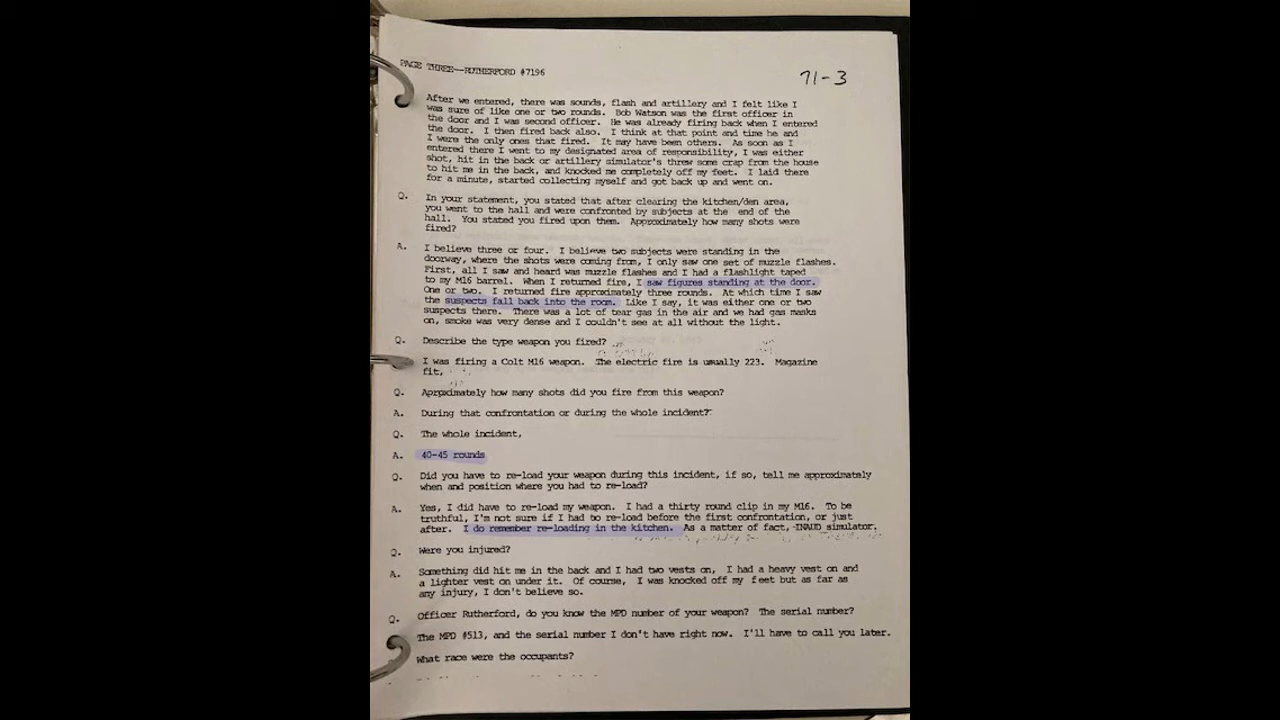 PAGE THREE--RUTHERFORD #7196
71-3
After we entered, there was sounds, flash and artillery and I felt like I
was sure of like one or two rounds. Bob Watson was the first officer in
the door and I was second officer. He was already firing back when I entered
the door. I then fired back also. I think at that point and time he and
I were the only ones that fired. It may have been others. As soon as I
entered there I went to my designated area of responsibility, I was either
shot, hit in the back or artillery simulator's threw some crap from the house
to hit me in the back, and knocked me completely off my feet. I laid there
for a minute, started collecting myself and got back up and went on.
Q. In your statement, you stated that after clearing the kitchen/den area,
you went to the hall and were confronted by subjects at the end of the
hall. You stated you fired upon them. Approximately how many shots were
fired?
A. I believe three or four. I believe two subjects were standing in the
doorway, where the shots were coming from, I only saw one set of muzzle flashes.
First, all I saw and heard was muzzle flashes and I had a flashlight taped
to my M16 barrel. When I returned fire, I saw figures standing at the door.
One or two. I returned fire approximately three rounds. At which time I saw
the suspects fall back into the room. Like I say, it was either one or two
suspects there. There was a lot of tear gas in the air and we had gas masks
on, smoke was very dense and I couldn't see at all without the light.
Q. Describe the type weapon you fired?
I was firing a Colt M16 weapon. The electric fire is usually 223. Magazine
fit,
Q. Approximately how many shots did you fire from this weapon?
A. During that confrontation or during the whole incident?
Q. The whole incident,
A. 40-45 rounds
Q. Did you have to re-load your weapon during this incident, if so, tell me approximately
when and position where you had to re-load?
A. Yes, I did have to re-load my weapon. I had a thirty round clip in my M16. To be
truthful, I'm not sure if I had to re-load before the first confrontation, or just
after. I do remember re-loading in the kitchen. As a matter of fact, INAUD simulator.
Q. Were you injured?
A. Something did hit me in the back and I had two vests on, I had a heavy vest on and
a lighter vest on under it. Of course, I was knocked off my feet but as far as
any injury, I don't believe so.
Q. Officer Rutherford, do you know the MPD number of your weapon? The serial number?
The MPD #513, and the serial number I don't have right now. I'll have to call you later.
What race were the occupants?